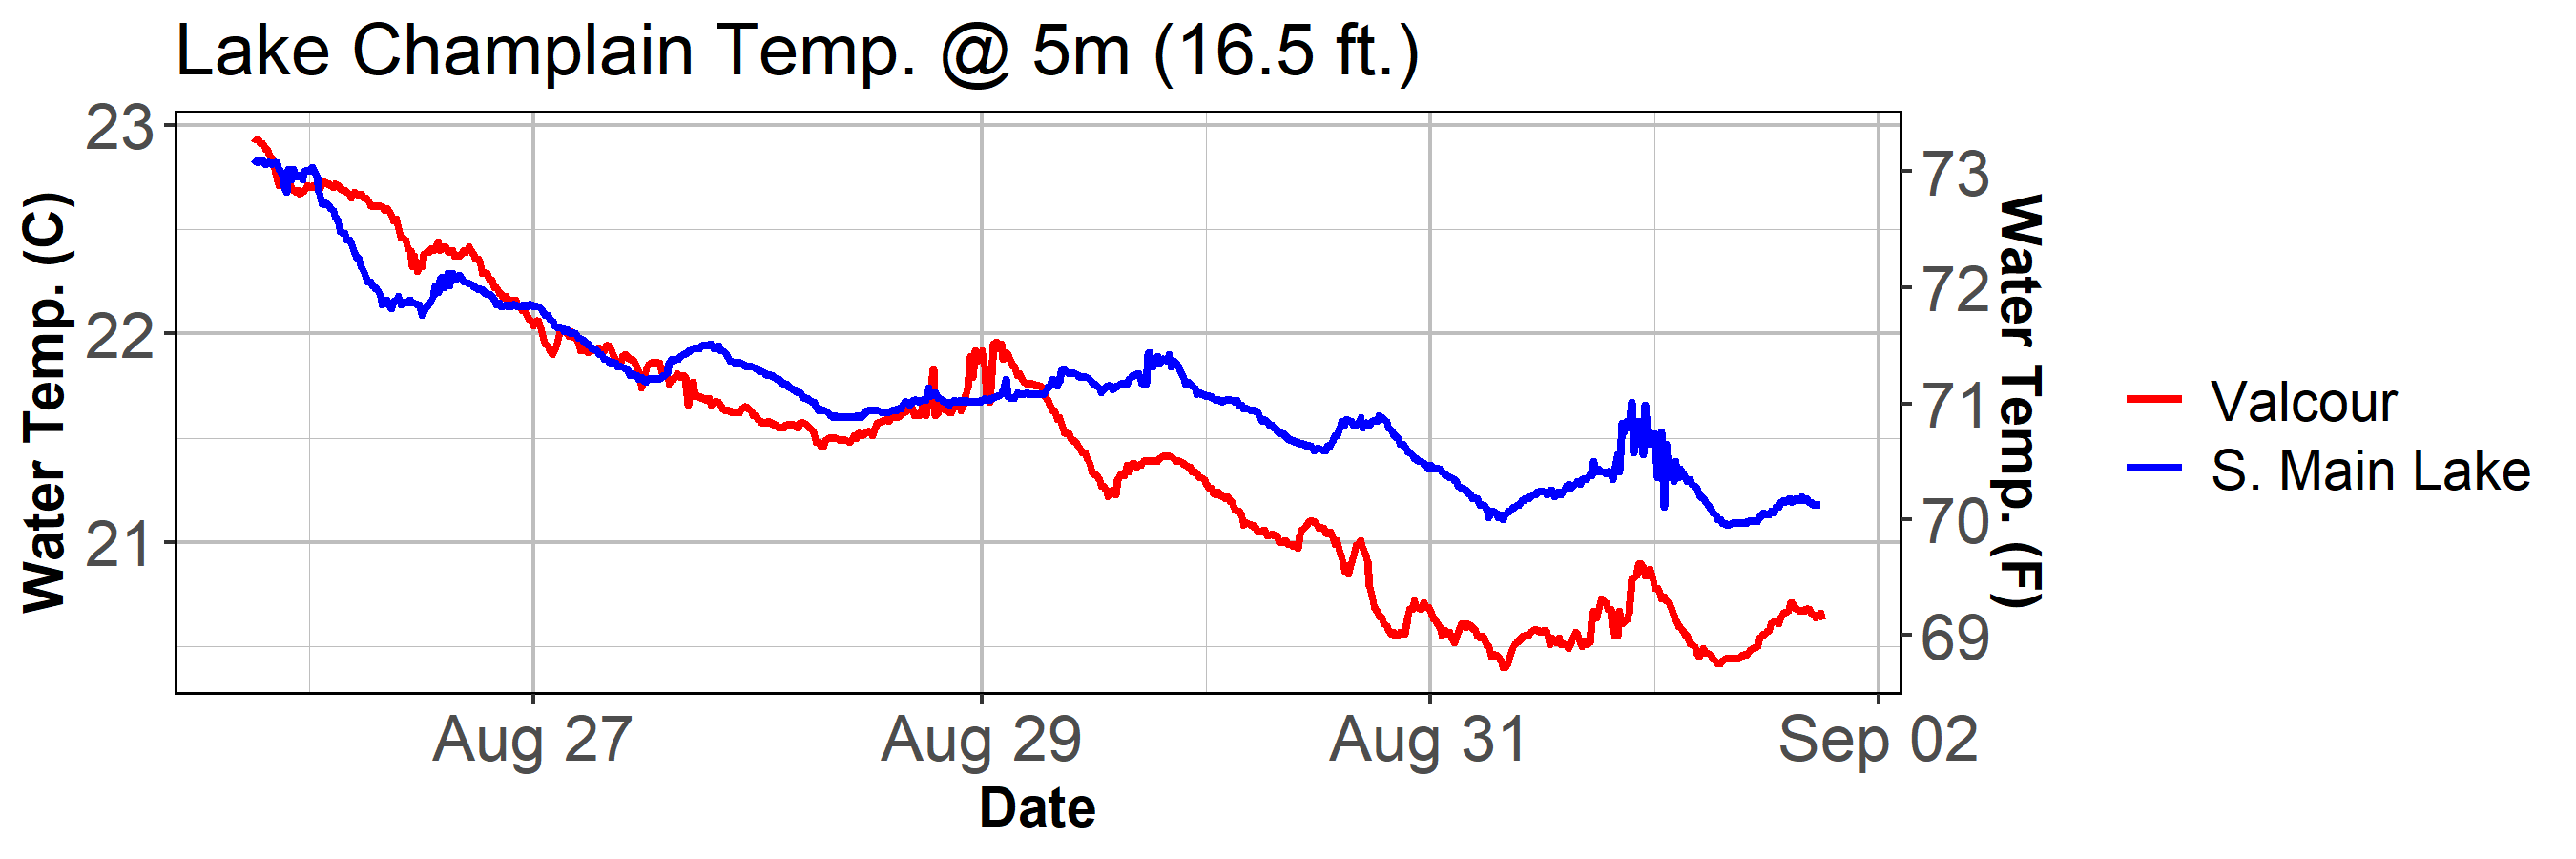 Lake Champlain Temp. @ 5m (16.5 ft.)
Water Temp. (C)
23
22
21
73
72
71
70
69
Water Temp. (F)
Aug 27
Aug 29
Aug 31
Sep 02
Date
Valcour
S. Main Lake